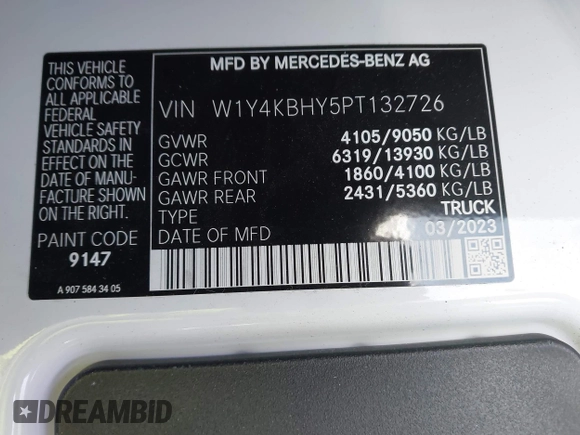 MFD BY MERCEDES-BENZ AG
THIS VEHICLE
CONFORMS TO
ALL APPLICABLE
FEDERAL
VEHICLE SAFETY
STANDARDS IN
EFFECT ON THE
DATE OF MANU-
FACTURE SHOWN
ON THE LEFT/RIGHT
PAINT CODE
9147
A 907 584 34 05
VIN W1Y4KBHY5PT132726
GVWR 4105/9050 KG/LB
GCWR 6319/13930 KG/LB
GAWR FRONT 1860/4100 KG/LB
GAWR REAR 2431/5360 KG/LB
TYPE TRUCK
DATE OF MFD 03/2023
DREAMBID